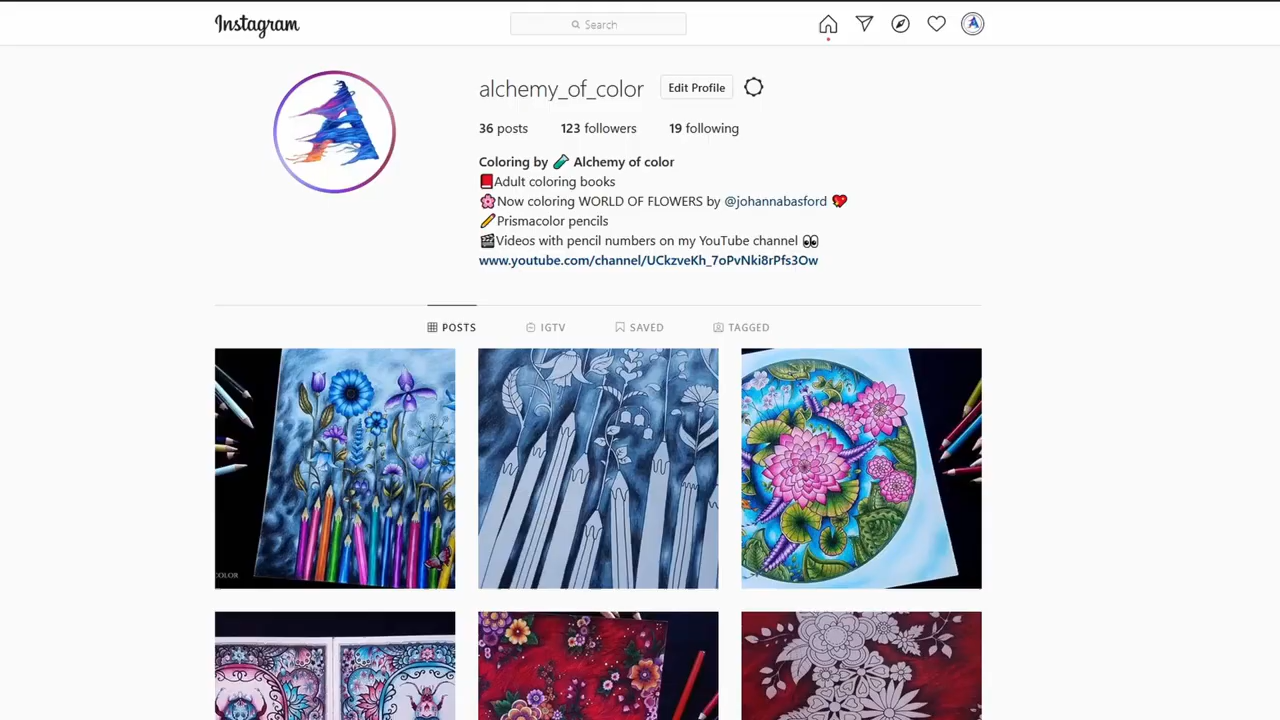 Instagram
Search
alchemy_of_color
Edit Profile
36 posts 123 followers 19 following
Coloring by 🧪 Alchemy of color
📕Adult coloring books
🌸Now coloring WORLD OF FLOWERS by @johannabasford 💖
✏️Prismacolor pencils
🎬Videos with pencil numbers on my YouTube channel 👀
www.youtube.com/channel/UCkzveKh_7oPvNki8rPfs3Ow
POSTS IGTV SAVED TAGGED
COLOR